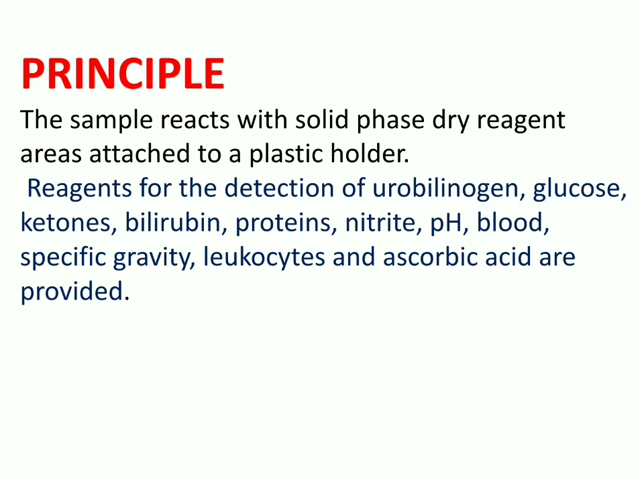 PRINCIPLE
The sample reacts with solid phase dry reagent
areas attached to a plastic holder.
Reagents for the detection of urobilinogen, glucose,
ketones, bilirubin, proteins, nitrite, pH, blood,
specific gravity, leukocytes and ascorbic acid are
provided.